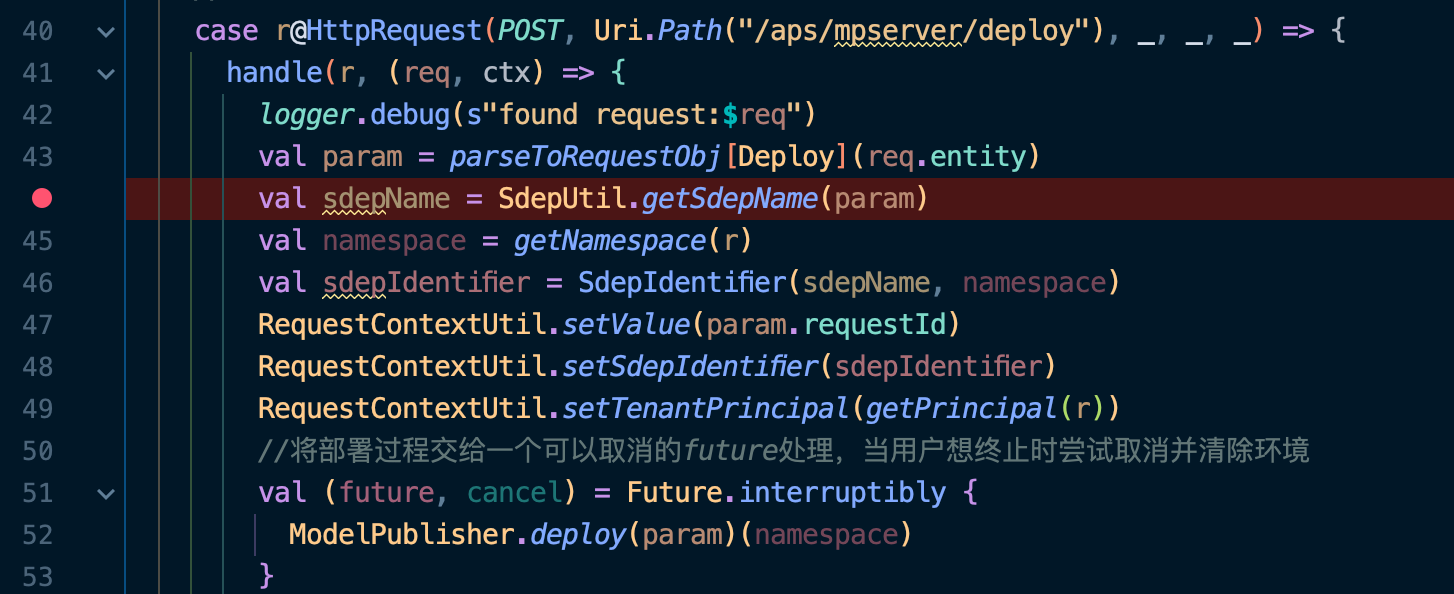 40 case r@HttpRequest(POST, Uri.Path("/aps/mpserver/deploy"), _, _, _) => {
41 handle(r, (req, ctx) => {
42 logger.debug(s"found request:$req")
43 val param = parseToRequestObj[Deploy](req.entity)
val sdepName = SdepUtil.getSdepName(param)
45 val namespace = getNamespace(r)
46 val sdepIdentifier = SdepIdentifier(sdepName, namespace)
47 RequestContextUtil.setValue(param.requestId)
48 RequestContextUtil.setSdepIdentifier(sdepIdentifier)
49 RequestContextUtil.setTenantPrincipal(getPrincipal(r))
50 //将部署过程交给一个可以取消的future处理，当用户想终止时尝试取消并清除环境
51 val (future, cancel) = Future.interruptibly {
52 ModelPublisher.deploy(param)(namespace)
53 }